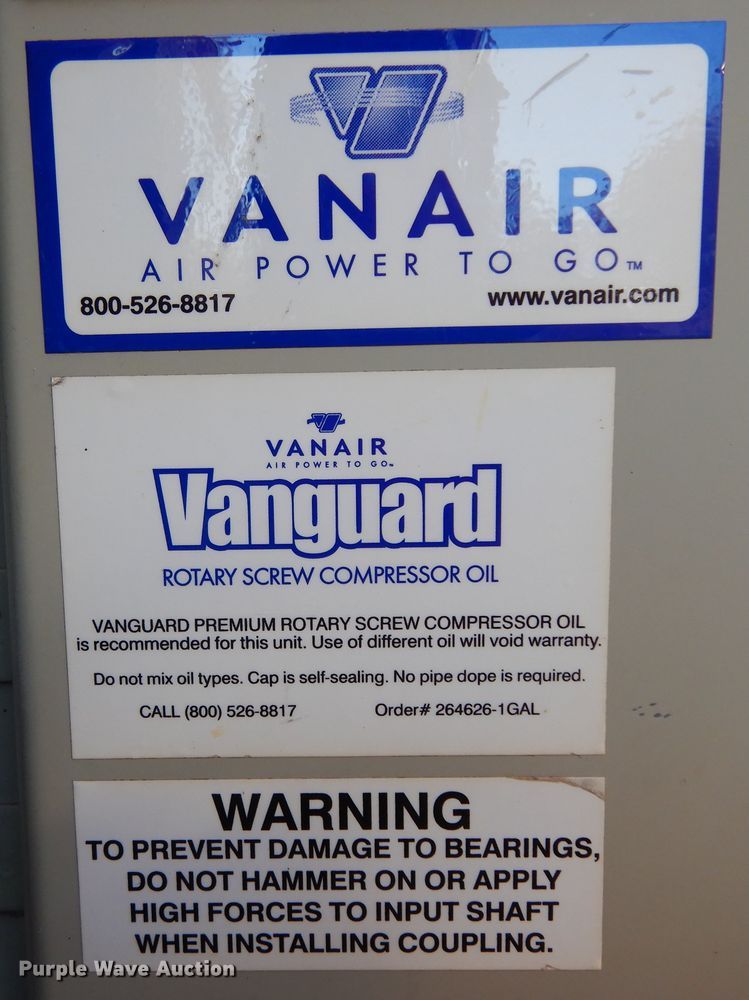 VANAIR
AIR POWER TO GO™
800-526-8817 www.vanair.com
VANAIR
AIR POWER TO GO™
Vanguard
ROTARY SCREW COMPRESSOR OIL
VANGUARD PREMIUM ROTARY SCREW COMPRESSOR OIL
is recommended for this unit. Use of different oil will void warranty.
Do not mix oil types. Cap is self-sealing. No pipe dope is required.
CALL (800) 526-8817 Order# 264626-1GAL
WARNING
TO PREVENT DAMAGE TO BEARINGS,
DO NOT HAMMER ON OR APPLY
HIGH FORCES TO INPUT SHAFT
WHEN INSTALLING COUPLING.
Purple Wave Auction